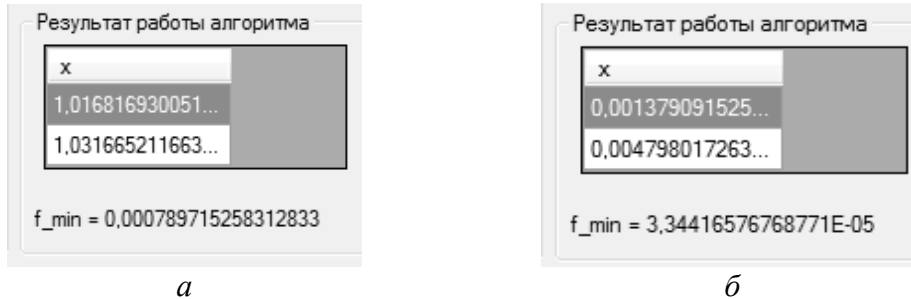 Результат работы алгоритма
x
1,016816930051...
1,031665211663...
f_min = 0,000789715258312833
а
Результат работы алгоритма
x
0,001379091525...
0,004798017263...
f_min = 3,34416576768771E-05
б